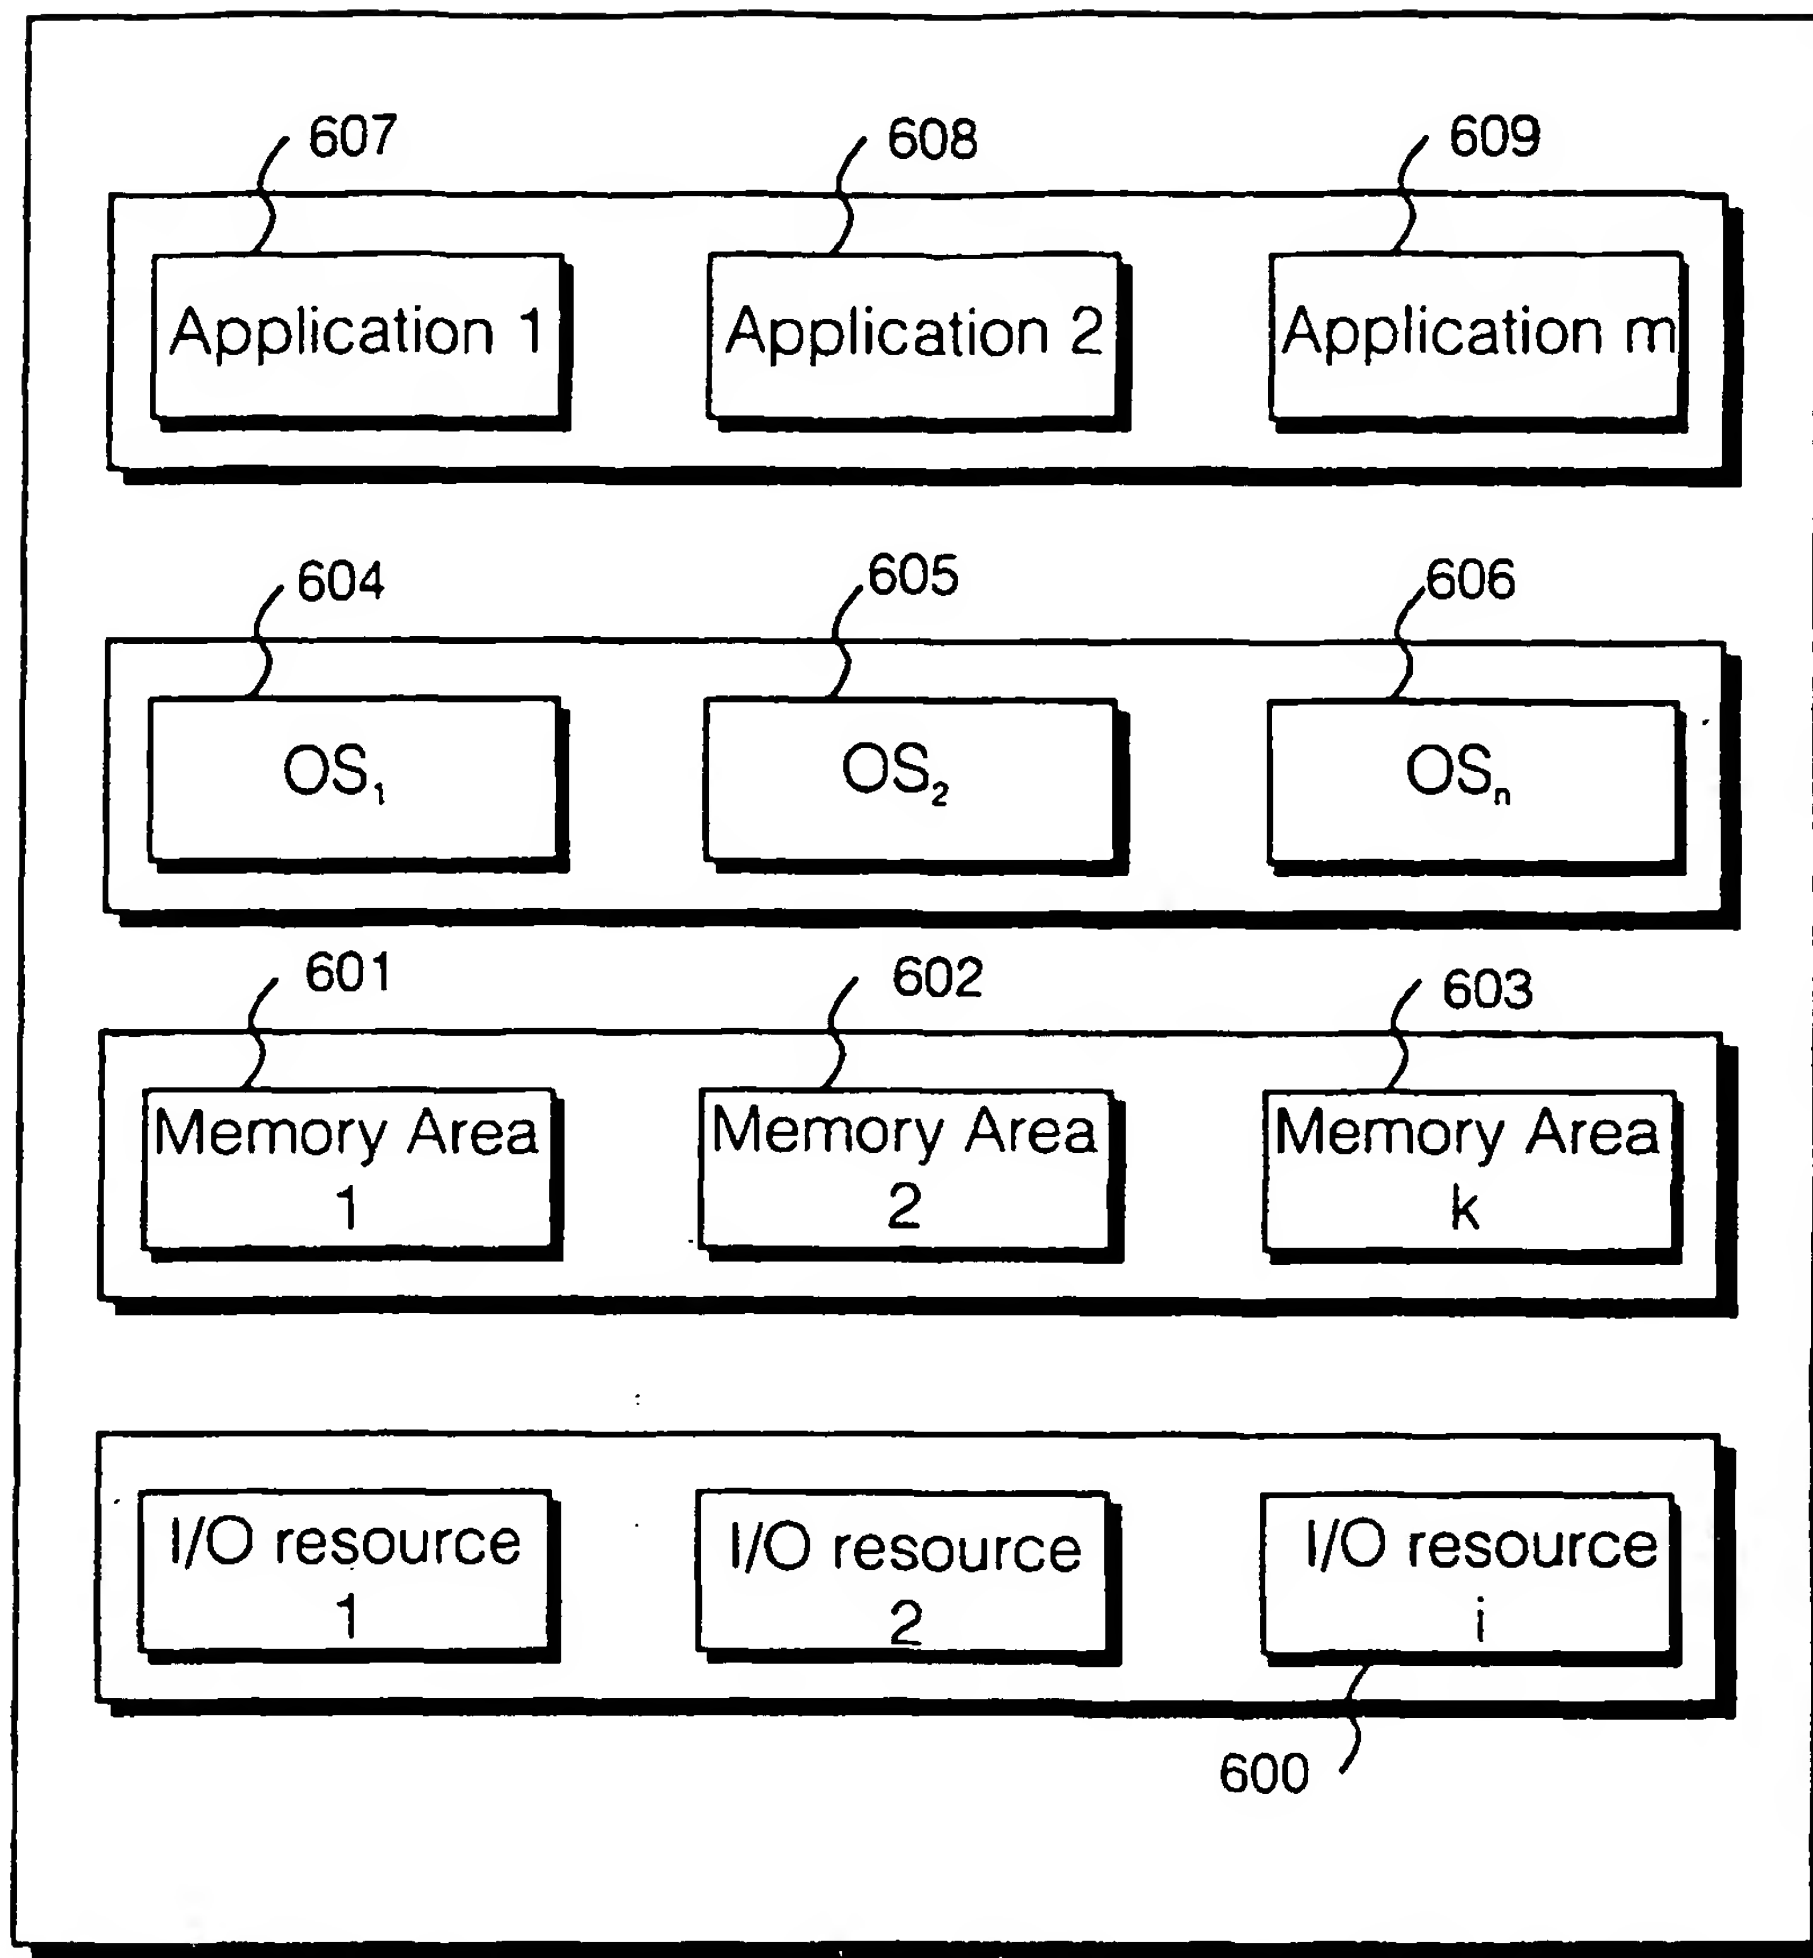 607 608 609
Application 1 Application 2 Application m
604 605 606
OS₁ OS₂ OSₙ
601 602 603
Memory Area Memory Area Memory Area
1 2 k
I/O resource I/O resource I/O resource
1 2 i
600